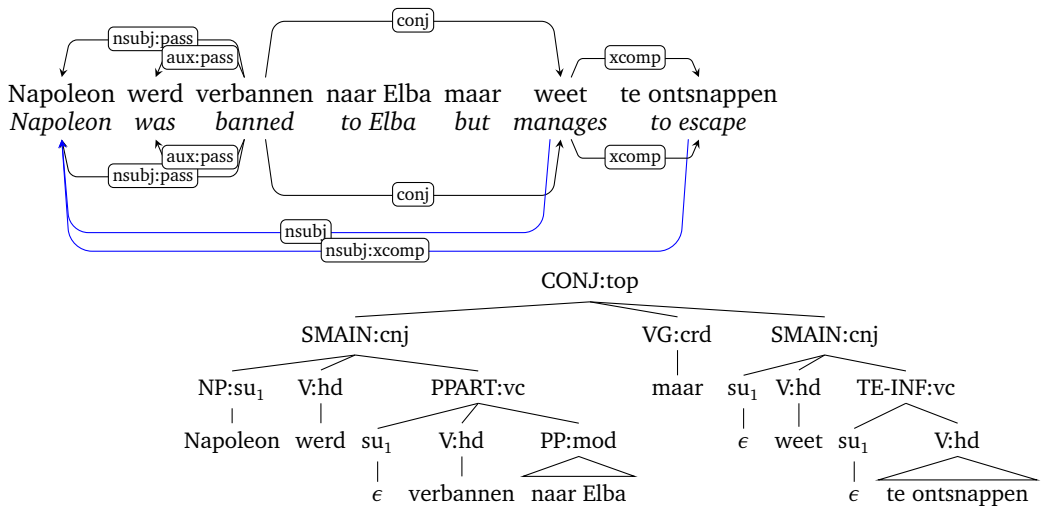 conj
nsubj:pass
aux:pass xcomp
Napoleon werd verbannen naar Elba maar weet te ontsnappen
Napoleon was banned to Elba but manages to escape
aux:pass xcomp
nsubj:pass
conj
nsubj
nsubj:xcomp
CONJ:top
SMAIN:cnj VG:crd SMAIN:cnj
NP:su₁ V:hd PPART:vc maar su₁ V:hd TE-INF:vc
Napoleon werd su₁ V:hd PP:mod ϵ weet su₁ V:hd
ϵ verbannen naar Elba ϵ te ontsnappen